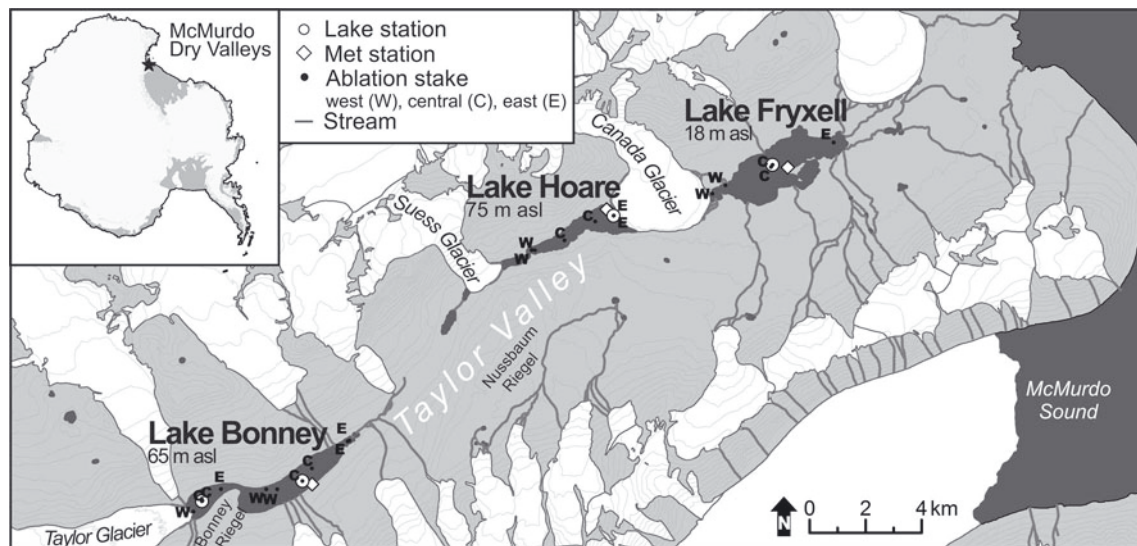 McMurdo
Dry Valleys
Lake station
Met station
Ablation stake
west (W), central (C), east (E)
Stream
Lake Fryxell
18 m asl
E
C
C
W
W
Canada Glacier
Lake Hoare
75 m asl
E
E
C
C
W
W
Suess Glacier
Taylor Valley
Nussbaum
Riegel
McMurdo
Sound
Lake Bonney
65 m asl
E
E
C
C
E
C
C
W
W
W
Bonney
Riegel
Taylor Glacier
N
0 2 4 km